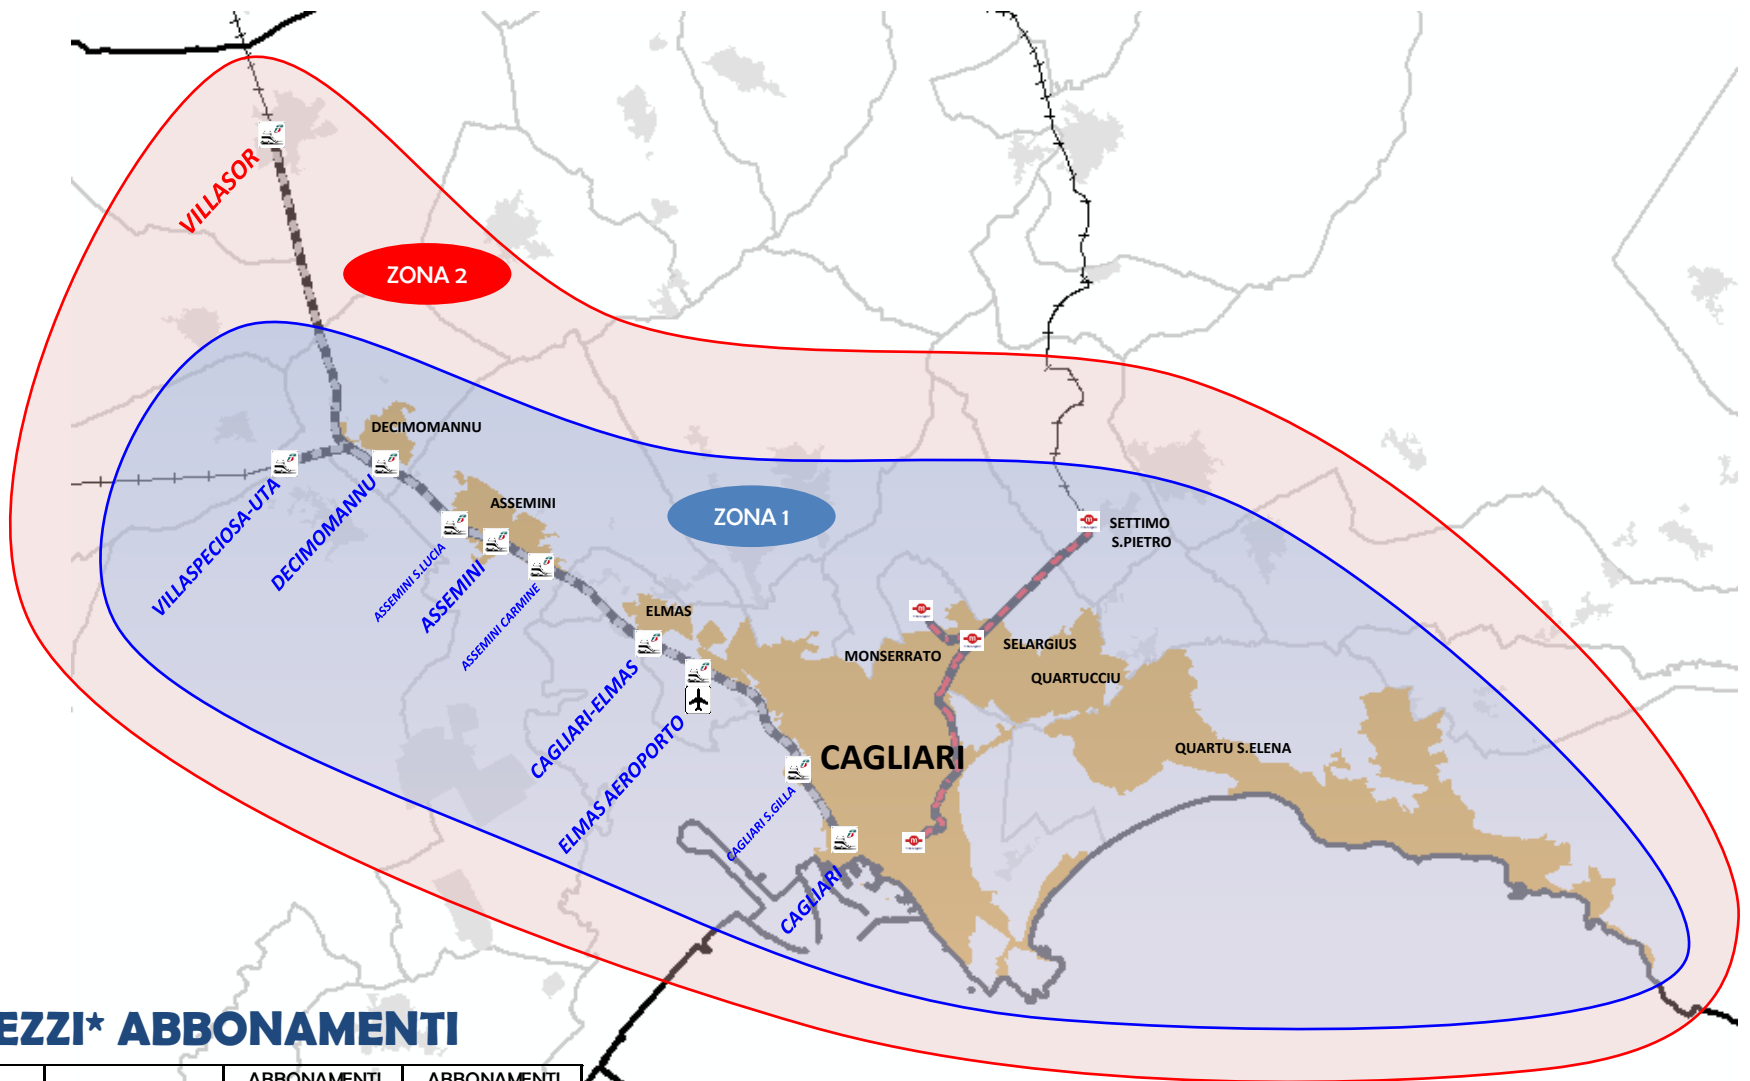 VILLASOR
ZONA 2
DECIMOMANNU
VILLASPECIOSA-UTA
DECIMOMANNU
ASSEMINI
ZONA 1
SETTIMO
S.PIETRO
ASSEMINI S.LUCIA
ASSEMINI
ASSEMINI CARMINE
ELMAS
MONSERRATO
SELARGIUS
QUARTUCCIU
CAGLIARI-ELMAS
ELMAS AEROPORTO
CAGLIARI
QUARTU S.ELENA
CAGLIARI S.GILLA
CAGLIARI
EZZI* ABBONAMENTI
ABBONAMENTI
ABBONAMENTI